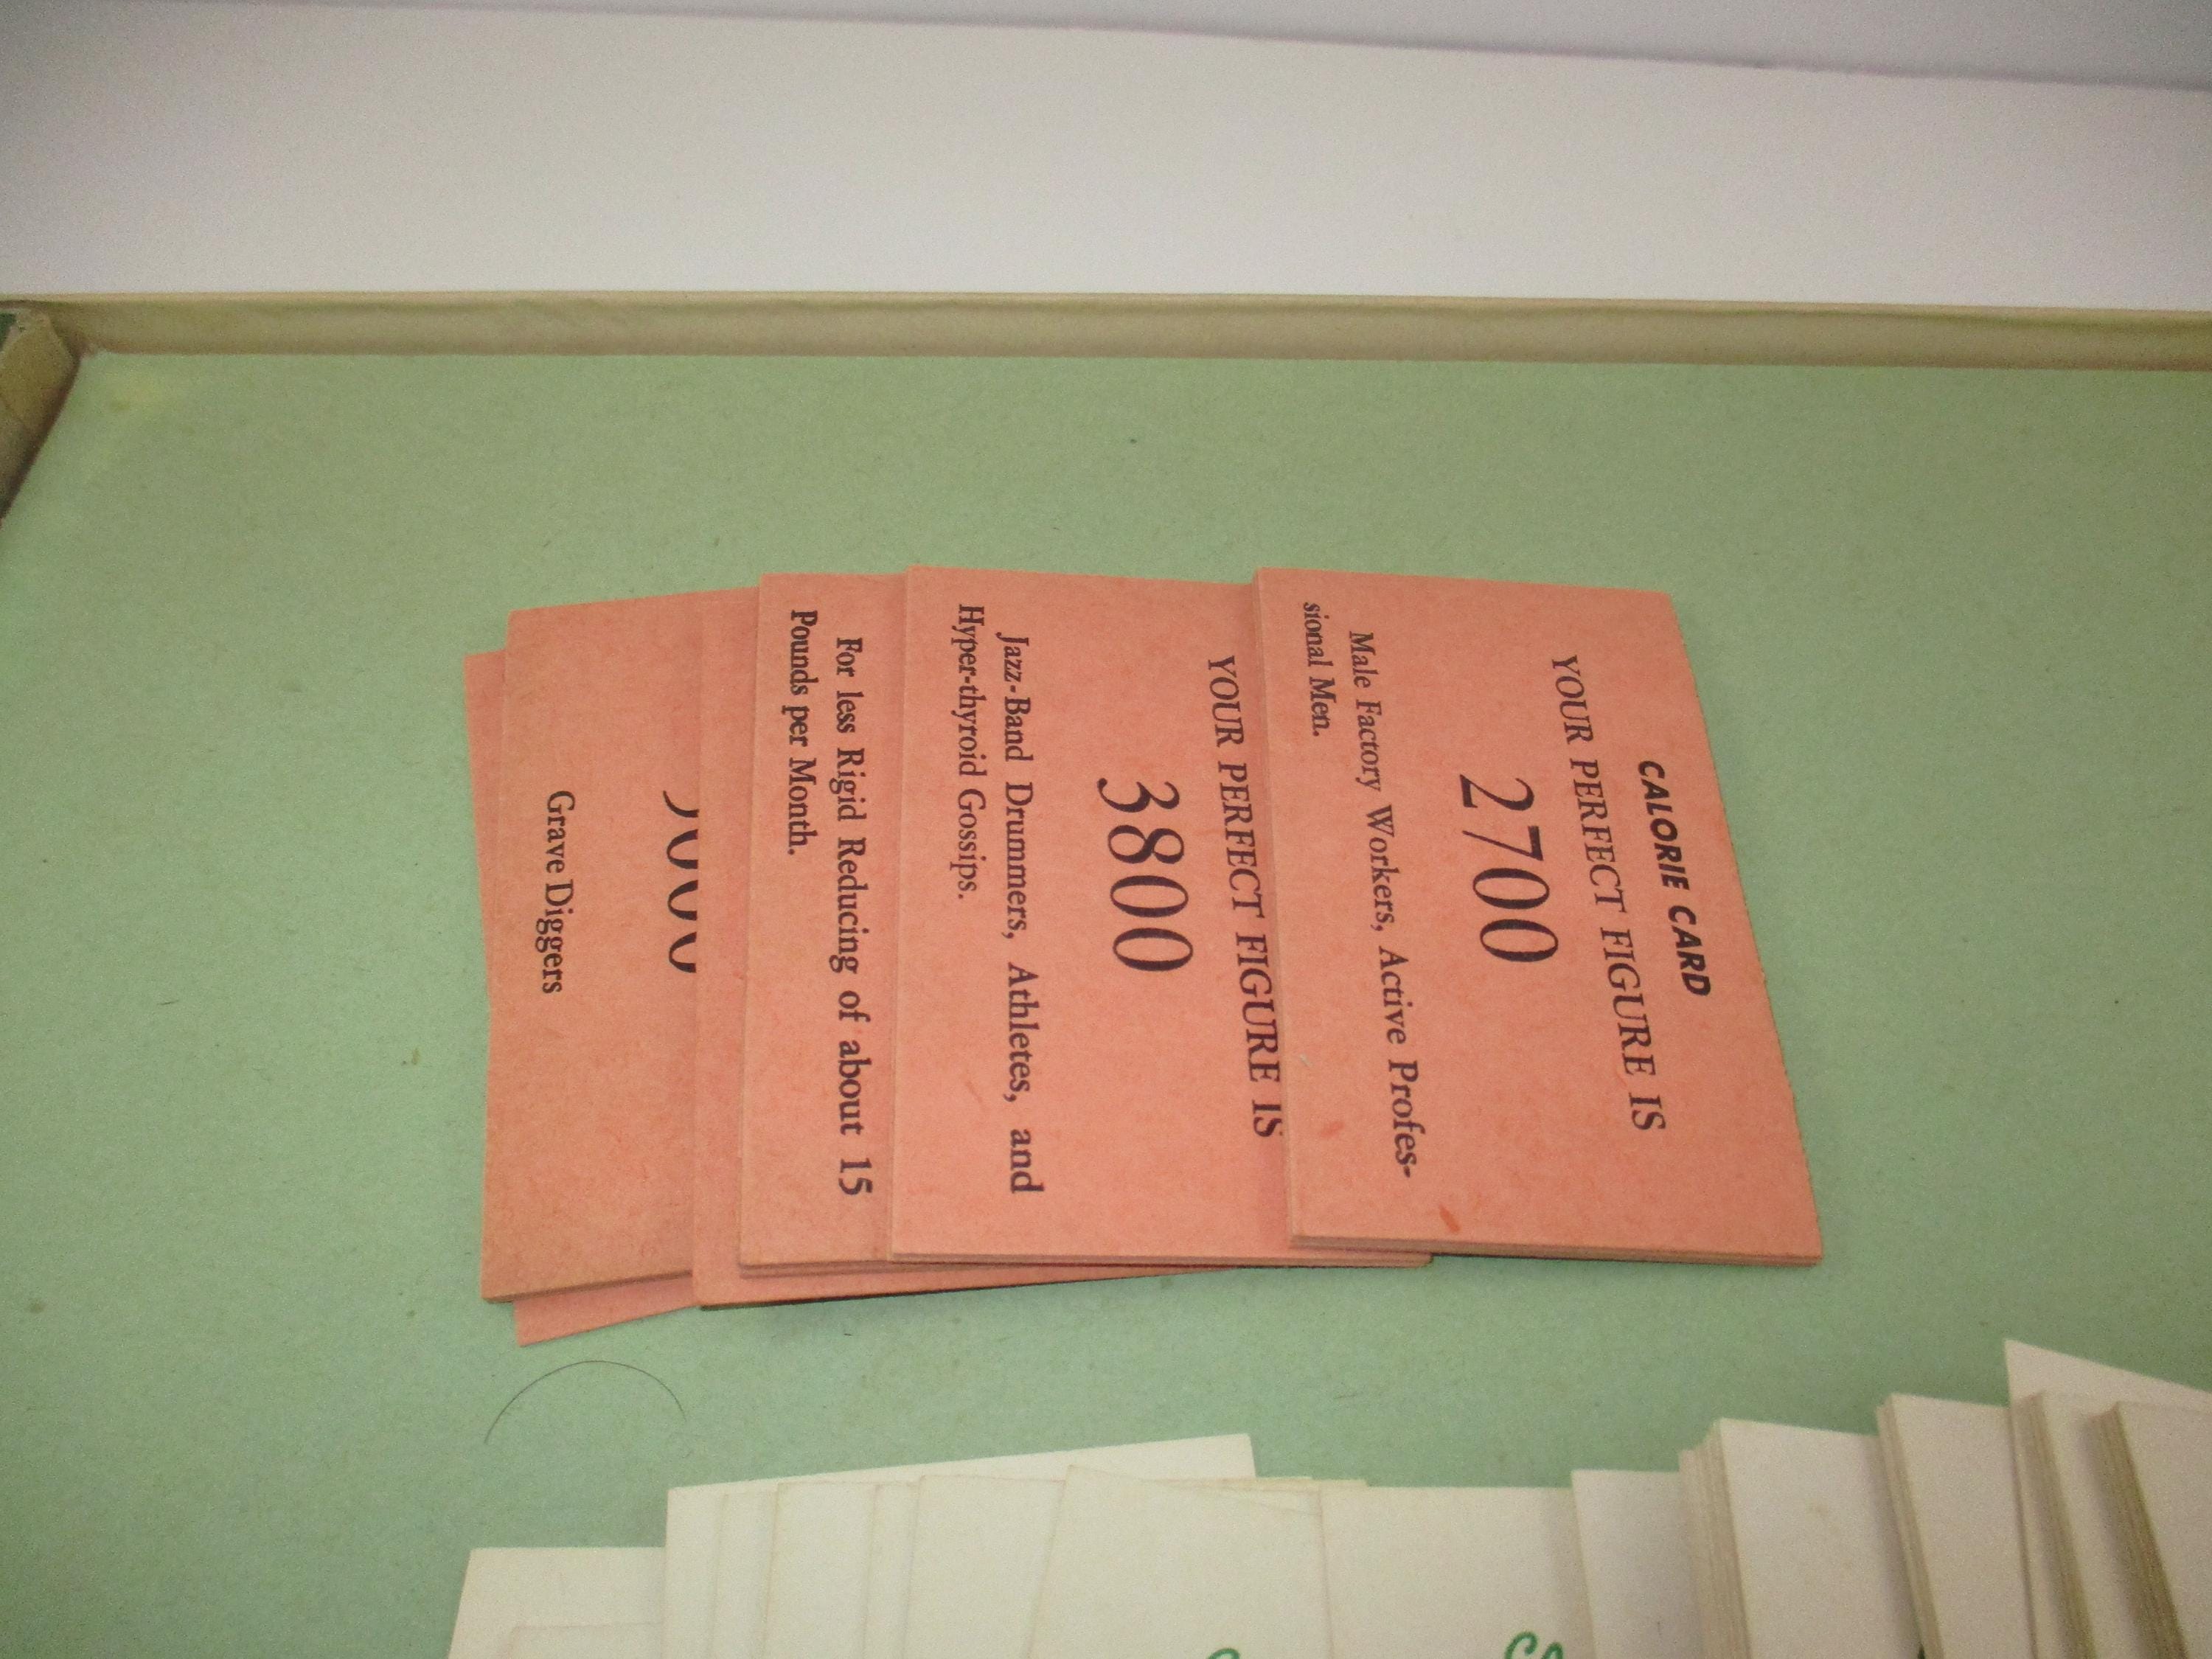 CALORIE CARD
YOUR PERFECT FIGURE IS
2700
Male Factory Workers, Active Profes-
sional Men.
YOUR PERFECT FIGURE IS
3800
Jazz-Band Drummers, Athletes, and
Hyper-thyroid Gossips.
For less Rigid Reducing of about 15
Pounds per Month.
Grave Diggers